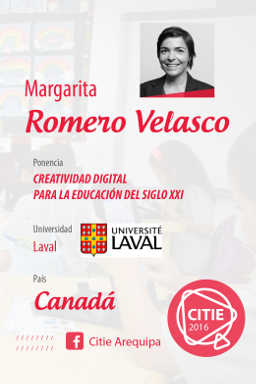 Margarita
Romero Velasco
Ponencia
CREATIVIDAD DIGITAL
PARA LA EDUCACIÓN DEL SIGLO XXI
Universidad
Laval
UNIVERSITÉ
LAVAL
País
Canadá
CITIE
2016
Citie Arequipa